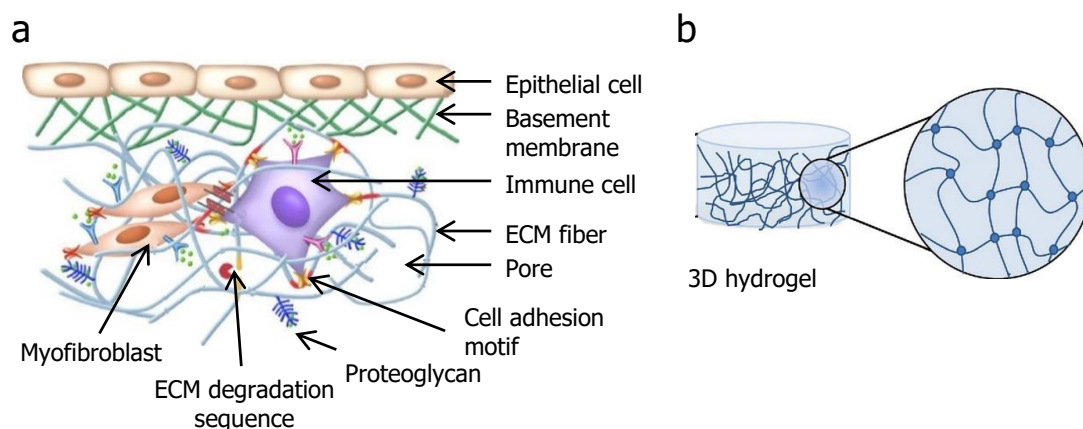 a
b
Epithelial cell
Basement
membrane
Immune cell
ECM fiber
Pore
3D hydrogel
Cell adhesion
motif
Myofibroblast
Proteoglycan
ECM degradation
sequence